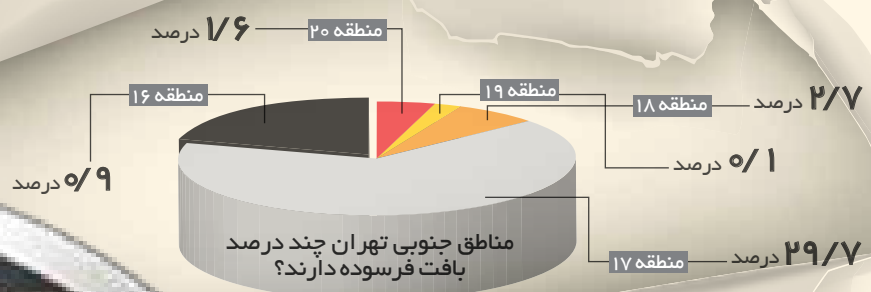 منطقه ۲۰ ۱/۶ درصد
منطقه ۱۹ ۰/۱ درصد
منطقه ۱۸ ۲/۷ درصد
منطقه ۱۶ ۰/۹ درصد
منطقه ۱۷ ۲۹/۷ درصد
مناطق جنوبی تهران چند درصد
بافت فرسوده دارند؟